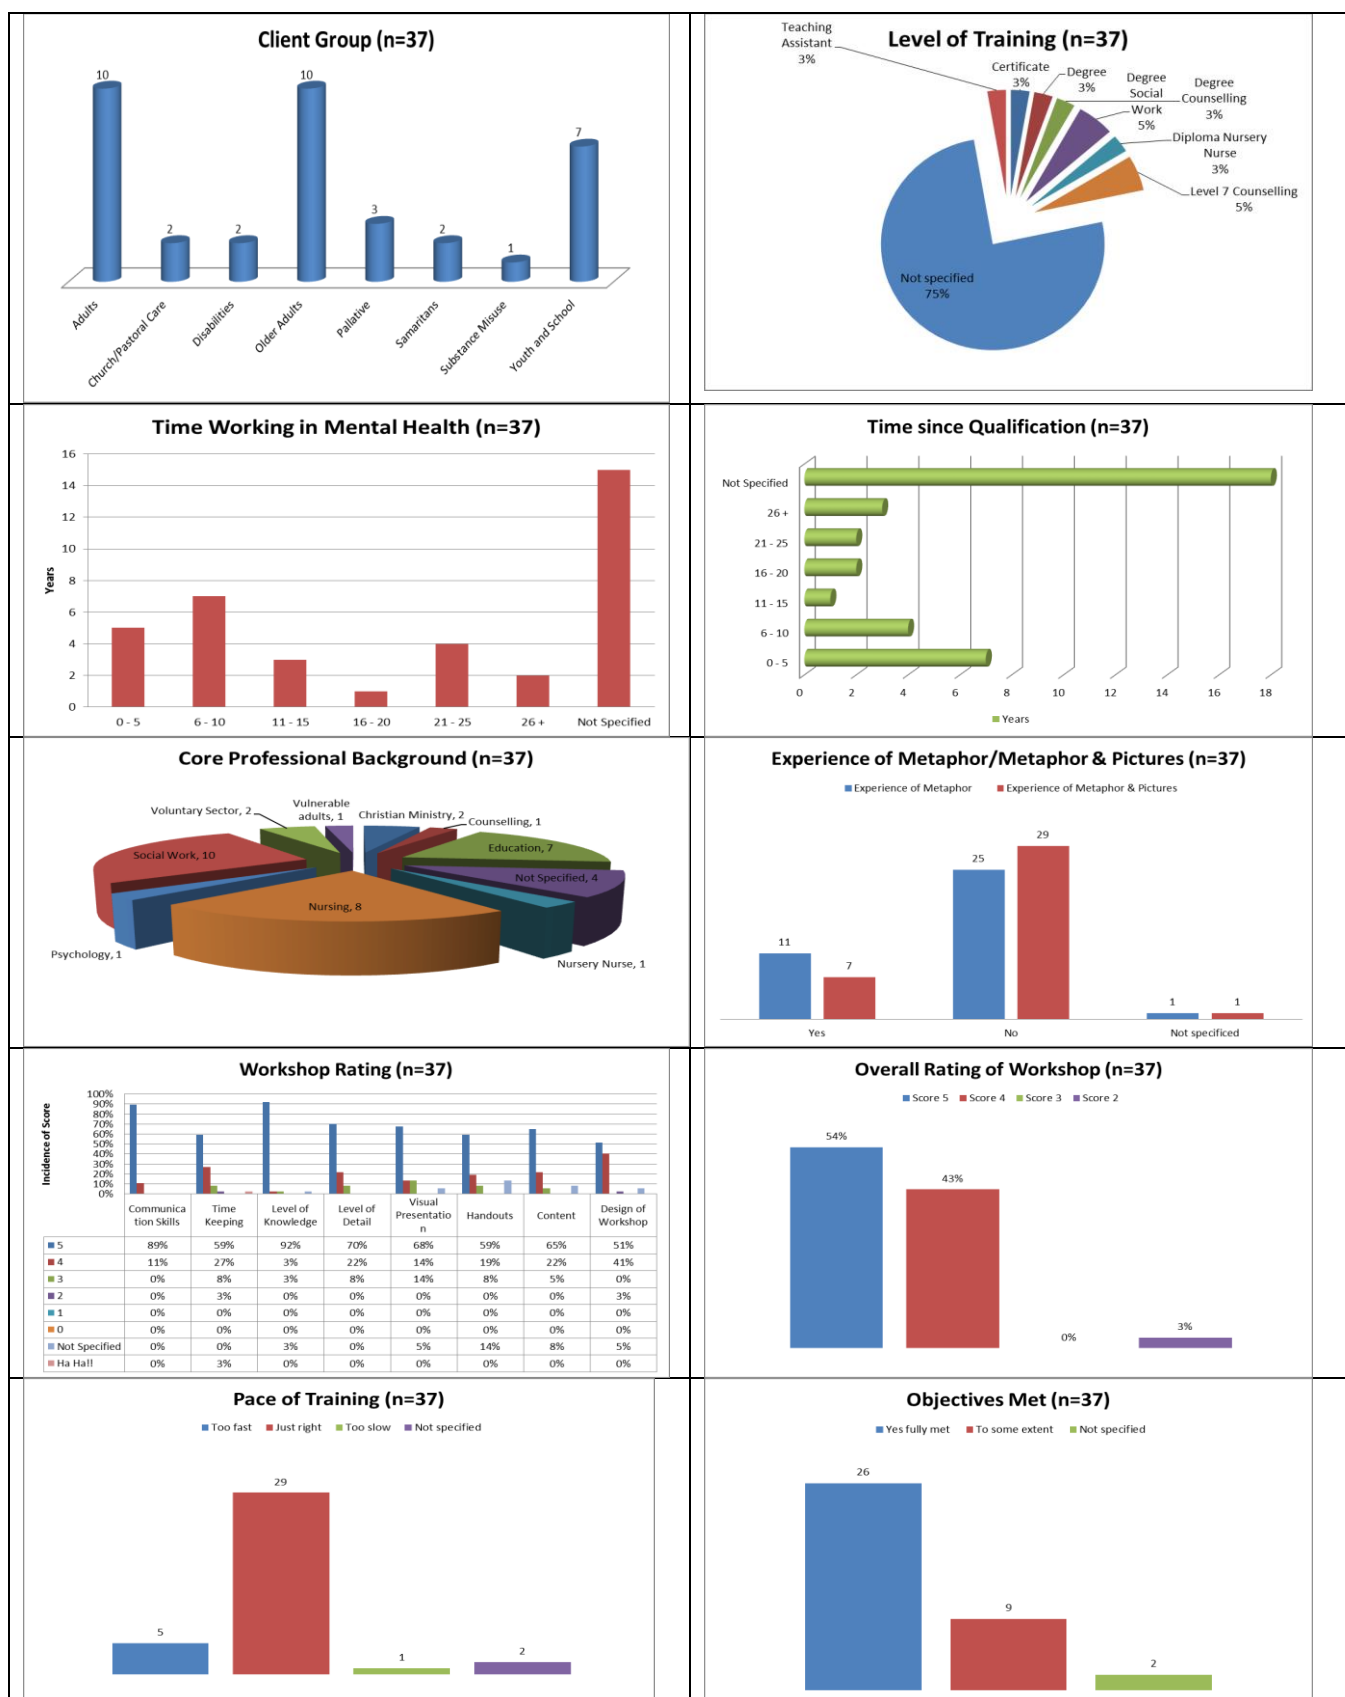 Client Group (n=37)
10
2
2
10
3
2
1
7
Adults
Church/Pastoral Care
Disabilities
Older Adults
Pallative
Samaritans
Substance Misuse
Youth and School
Level of Training (n=37)
Teaching
Assistant
3%
Certificate
3%
Degree
3%
Degree
Social
Work
5%
Degree
Counselling
3%
Diploma Nursery
Nurse
3%
Level 7 Counselling
5%
Not specified
75%
Time Working in Mental Health (n=37)
Years
16
14
12
10
8
6
4
2
0
0 - 5
6 - 10
11 - 15
16 - 20
21 - 25
26 +
Not Specified
Time since Qualification (n=37)
Not Specified
26 +
21 - 25
16 - 20
11 - 15
6 - 10
0 - 5
0 2 4 6 8 10 12 14 16 18
Years
Core Professional Background (n=37)
Voluntary Sector, 2
Vulnerable
adults, 1
Christian Ministry, 2
Counselling, 1
Education, 7
Social Work, 10
Not Specified, 4
Nursing, 8
Psychology, 1
Nursery Nurse, 1
Experience of Metaphor/Metaphor & Pictures (n=37)
Experience of Metaphor Experience of Metaphor & Pictures
11
7
25
29
1
1
Yes
No
Not specificed
Workshop Rating (n=37)
Incidence of Score
100%
90%
80%
70%
60%
50%
40%
30%
20%
10%
0%
Communica
tion Skills
Time
Keeping
Level of
Knowledge
Level of
Detail
Visual
Presentatio
n
Handouts
Content
Design of
Workshop
5 89% 59% 92% 70% 68% 59% 65% 51%
4 11% 27% 3% 22% 14% 19% 22% 41%
3 0% 8% 3% 8% 14% 8% 5% 0%
2 0% 3% 0% 0% 0% 0% 0% 3%
1 0% 0% 0% 0% 0% 0% 0% 0%
0 0% 0% 0% 0% 0% 0% 0% 0%
Not Specified 0% 0% 3% 0% 5% 14% 8% 5%
Ha Ha!! 0% 3% 0% 0% 0% 0% 0% 0%
Overall Rating of Workshop (n=37)
Score 5 Score 4 Score 3 Score 2
54%
43%
0%
3%
Pace of Training (n=37)
Too fast Just right Too slow Not specified
5
29
1
2
Objectives Met (n=37)
Yes fully met To some extent Not specified
26
9
2